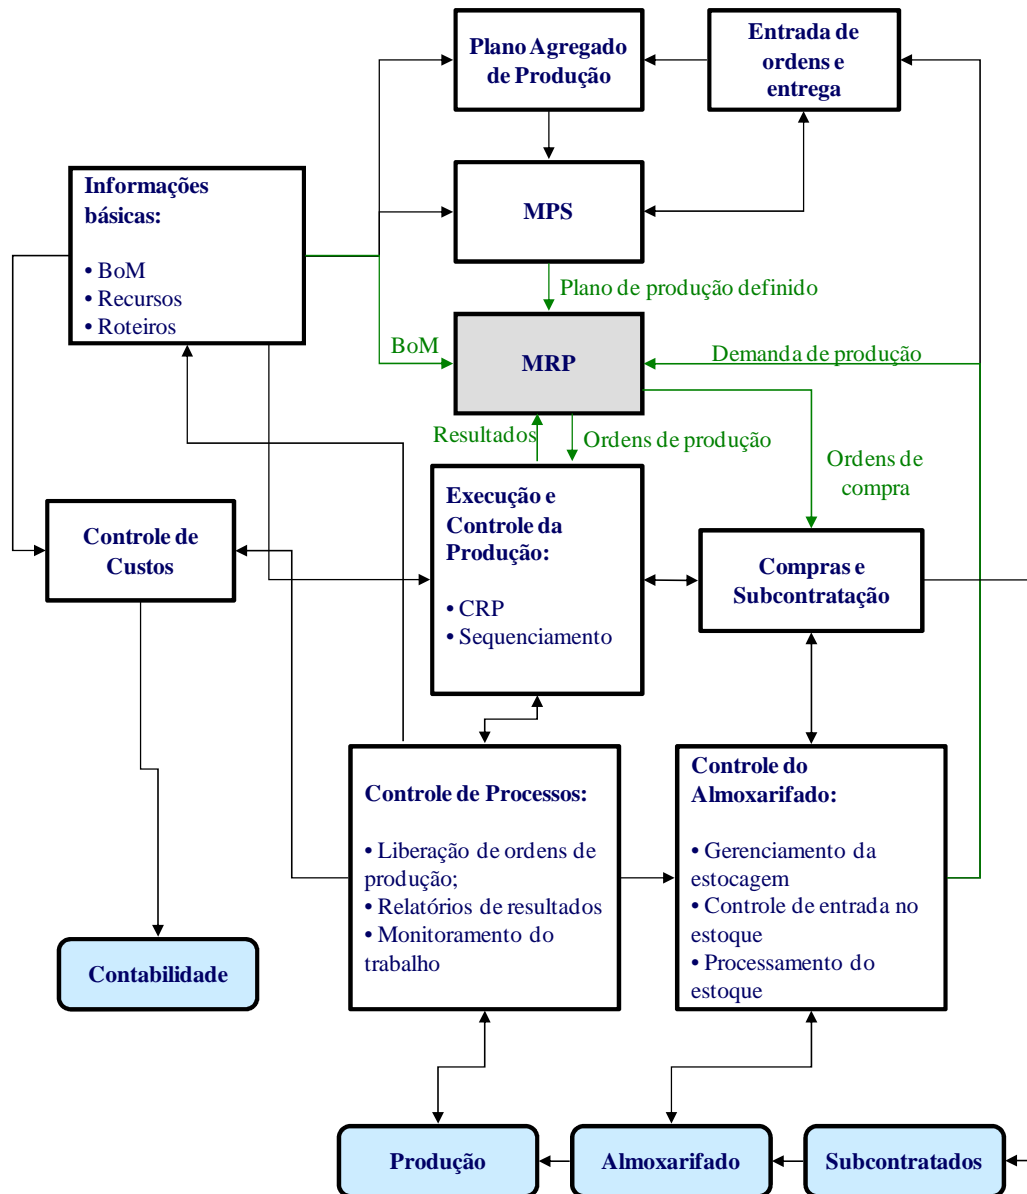 Plano Agregado
de Produção
Entrada de
ordens e
entrega
Informações
básicas:
• BoM
• Recursos
• Roteiros
MPS
Plano de produção definido
BoM
MRP
Demanda de produção
Resultados
Ordens de produção
Ordens de
compra
Execução e
Controle da
Produção:
• CRP
• Sequenciamento
Controle de
Custos
Compras e
Subcontratação
Controle de Processos:
• Liberação de ordens de
produção;
• Relatórios de resultados
• Monitoramento do
trabalho
Controle do
Almoxarifado:
• Gerenciamento da
estocagem
• Controle de entrada no
estoque
• Processamento do
estoque
Contabilidade
Produção
Almoxarifado
Subcontratados